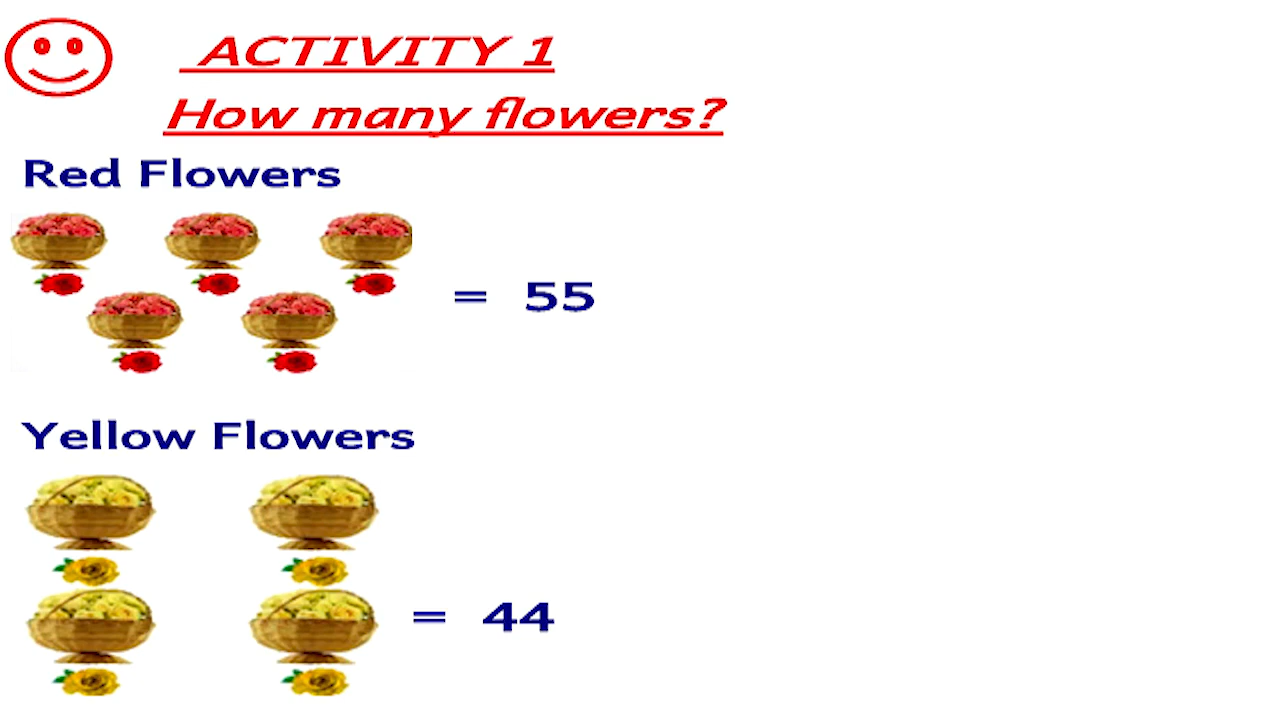 ACTIVITY 1
How many flowers?
Red Flowers
= 55
Yellow Flowers
= 44